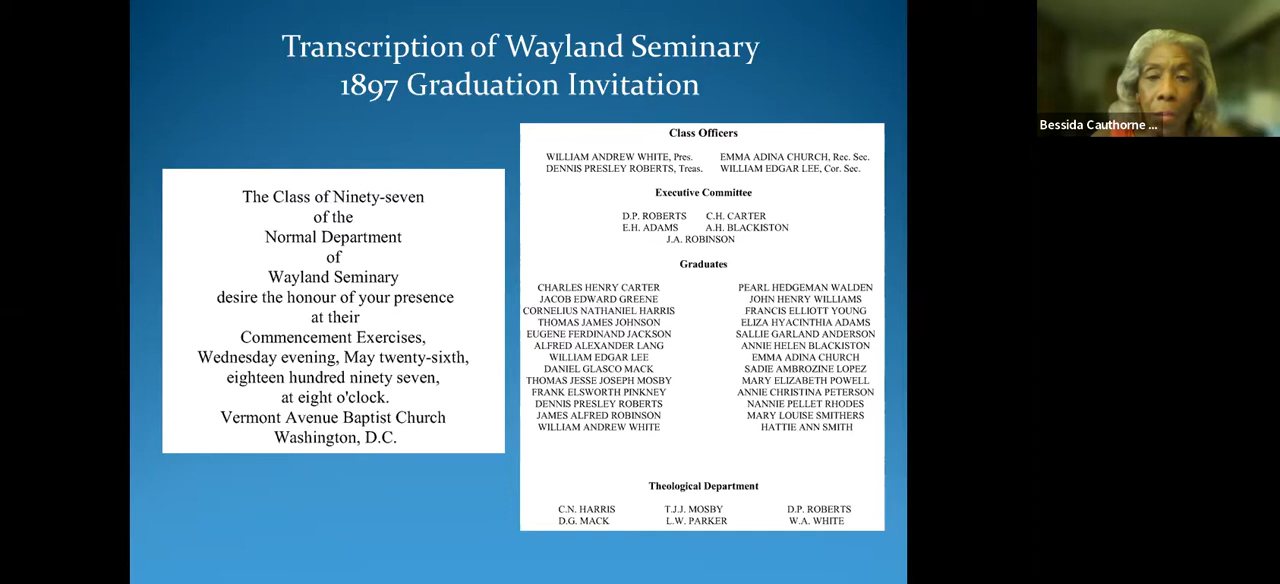 Transcription of Wayland Seminary
1897 Graduation Invitation
The Class of Ninety-seven
of the
Normal Department
of
Wayland Seminary
desire the honour of your presence
at their
Commencement Exercises,
Wednesday evening, May twenty-sixth,
eighteen hundred ninety seven,
at eight o'clock.
Vermont Avenue Baptist Church
Washington, D.C.
Class Officers
WILLIAM ANDREW WHITE, Pres. EMMA ADINA CHURCH, Rec. Sec.
DENNIS PRESLEY ROBERTS, Treas. WILLIAM EDGAR LEE, Cor. Sec.
Executive Committee
D.P. ROBERTS C.H. CARTER
E.H. ADAMS A.H. BLACKISTON
J.A. ROBINSON
Graduates
CHARLES HENRY CARTER PEARL HEDGEMAN WALDEN
JACOB EDWARD GREENE JOHN HENRY WILLIAMS
CORNELIUS NATHANIEL HARRIS FRANCIS ELLIOTT YOUNG
THOMAS JAMES JOHNSON ELIZA HYACINTHIA ADAMS
EUGENE FERDINAND JACKSON SALLIE GARLAND ANDERSON
ALFRED ALEXANDER LANG ANNIE HELEN BLACKISTON
WILLIAM EDGAR LEE EMMA ADINA CHURCH
DANIEL GLASCO MACK SADIE AMBROZINE LOPEZ
THOMAS JESSE JOSEPH MOSBY MARY ELIZABETH POWELL
FRANK ELSWORTH PINKNEY ANNIE CHRISTINA PETERSON
DENNIS PRESLEY ROBERTS NANNIE PELLET RHODES
JAMES ALFRED ROBINSON MARY LOUISE SMITHERS
WILLIAM ANDREW WHITE HATTIE ANN SMITH
Theological Department
C.N. HARRIS T.J.J. MOSBY D.P. ROBERTS
D.G. MACK L.W. PARKER W.A. WHITE
Bessida Cauthorne ...